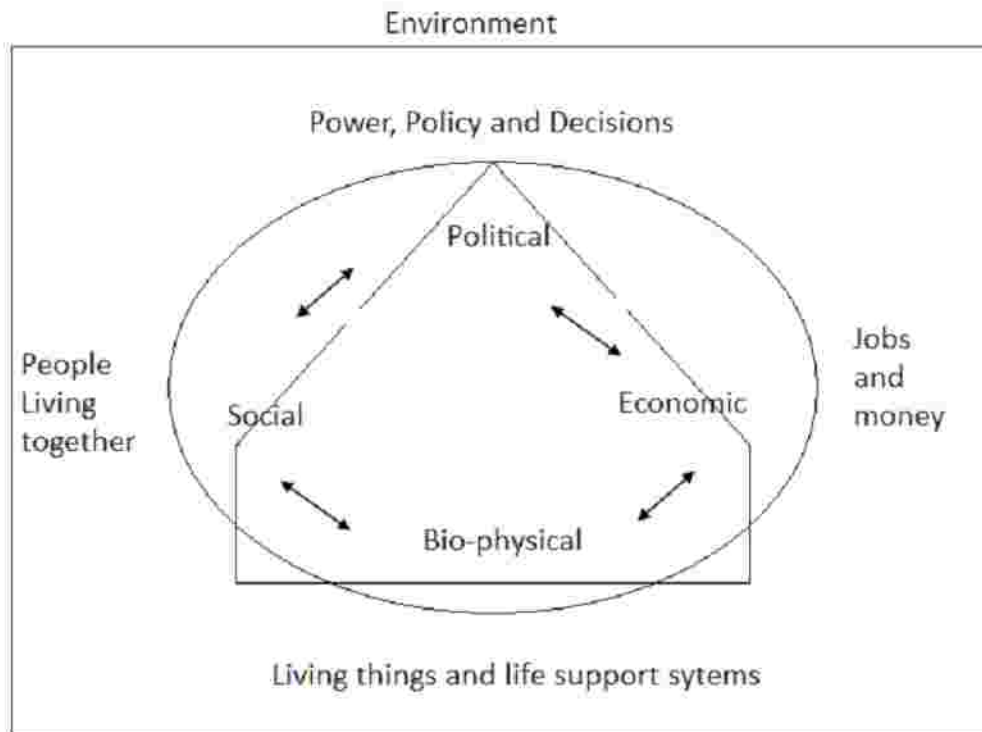 Environment
Power, Policy and Decisions
Political
People
Living
together
Social
Economic
Jobs
and
money
Bio-physical
Living things and life support sytems